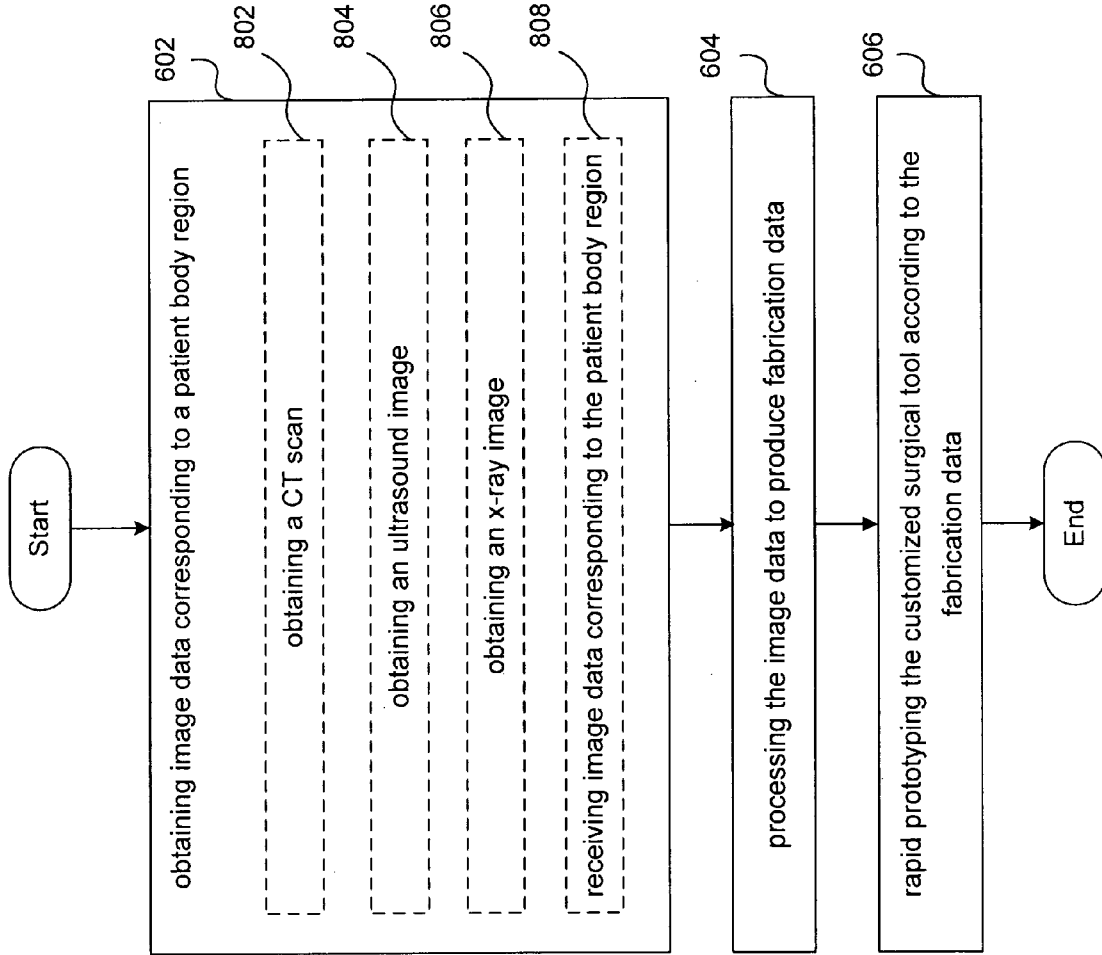 Start
602
obtaining image data corresponding to a patient body region
802
obtaining a CT scan
804
obtaining an ultrasound image
806
obtaining an x-ray image
808
receiving image data corresponding to the patient body region
604
processing the image data to produce fabrication data
606
rapid prototyping the customized surgical tool according to the
fabrication data
End